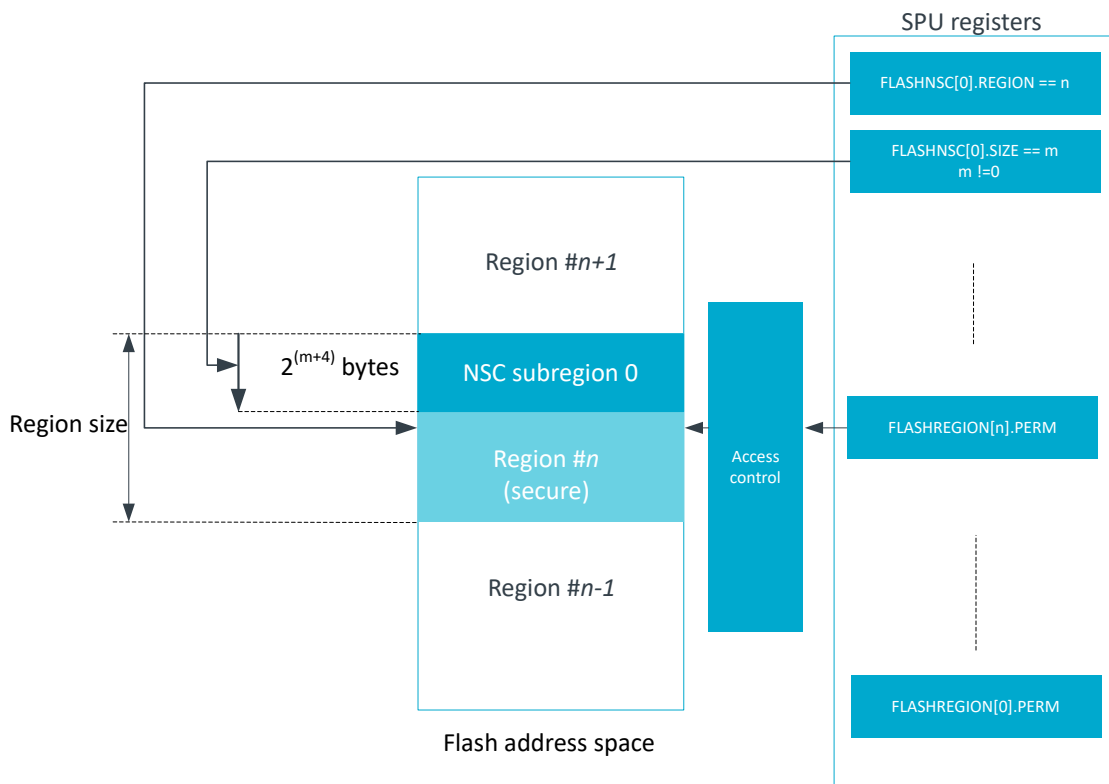 SPU registers
FLASHNSC[0].REGION == n
FLASHNSC[0].SIZE == m
m !=0
Region #n+1
2^(m+4) bytes
NSC subregion 0
Region size
Region #n
(secure)
Access
control
FLASHREGION[n].PERM
Region #n-1
FLASHREGION[0].PERM
Flash address space